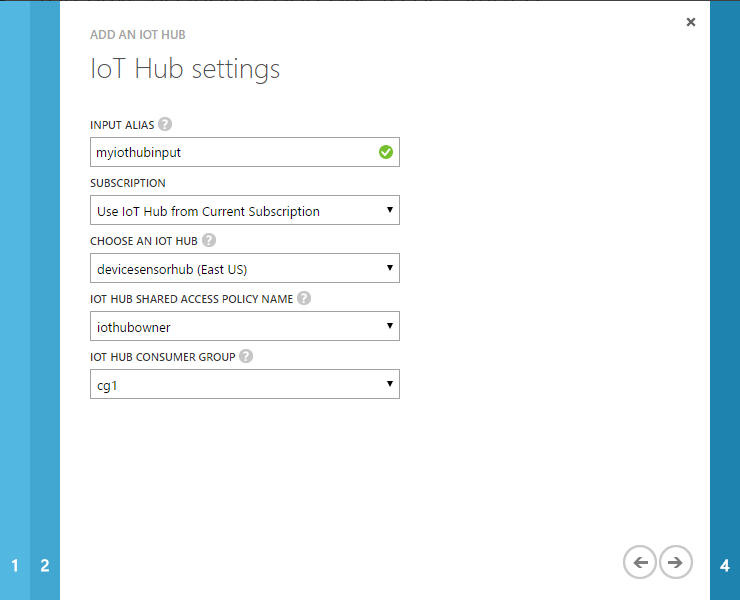 ADD AN IOT HUB
IoT Hub settings
INPUT ALIAS ?
myiothubinput
SUBSCRIPTION
Use IoT Hub from Current Subscription
CHOOSE AN IOT HUB ?
devicesensorhub (East US)
IOT HUB SHARED ACCESS POLICY NAME ?
iothubowner
IOT HUB CONSUMER GROUP ?
cg1
1 2 4